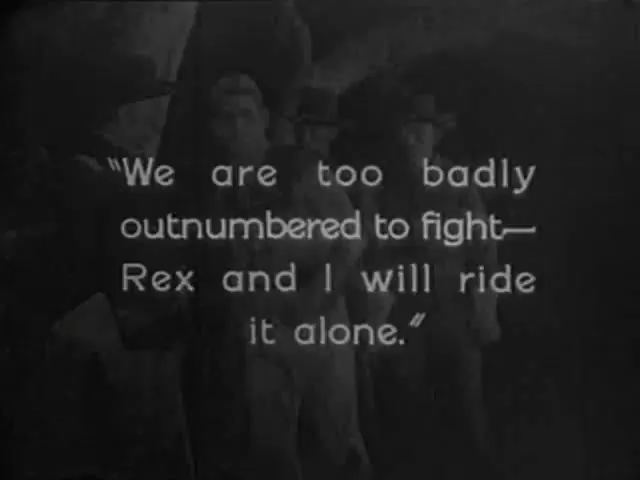 "We are too badly
outnumbered to fight—
Rex and I will ride
it alone."